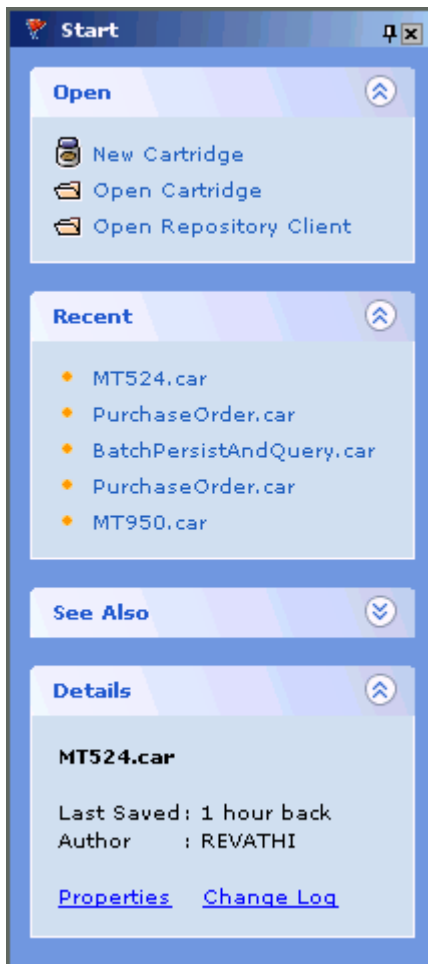 Start
Open
New Cartridge
Open Cartridge
Open Repository Client
Recent
MT524.car
PurchaseOrder.car
BatchPersistAndQuery.car
PurchaseOrder.car
MT950.car
See Also
Details
MT524.car
Last Saved : 1 hour back
Author : REVATHI
Properties Change Log